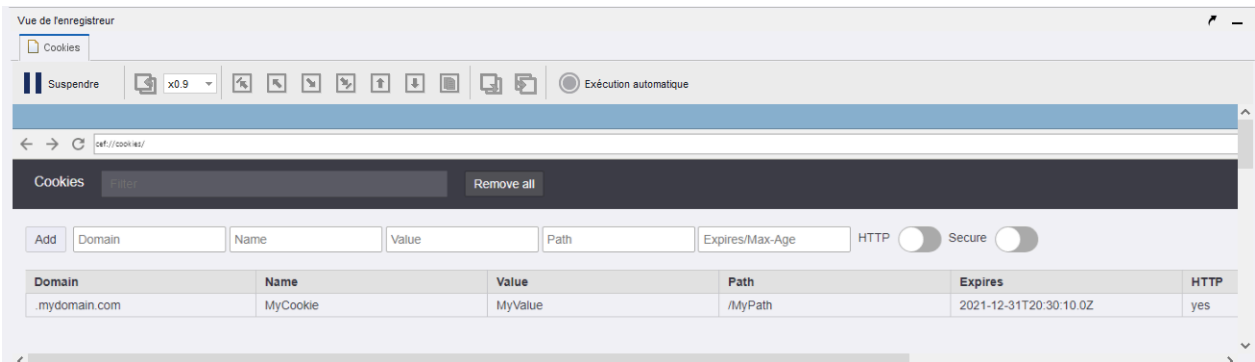 Vue de l'enregistreur
Cookies
Suspendre x0.9 Exécution automatique
cef://cookies/
Cookies Filter Remove all
Add Domain Name Value Path Expires/Max-Age HTTP Secure
Domain Name Value Path Expires HTTP
.mydomain.com MyCookie MyValue /MyPath 2021-12-31T20:30:10.0Z yes